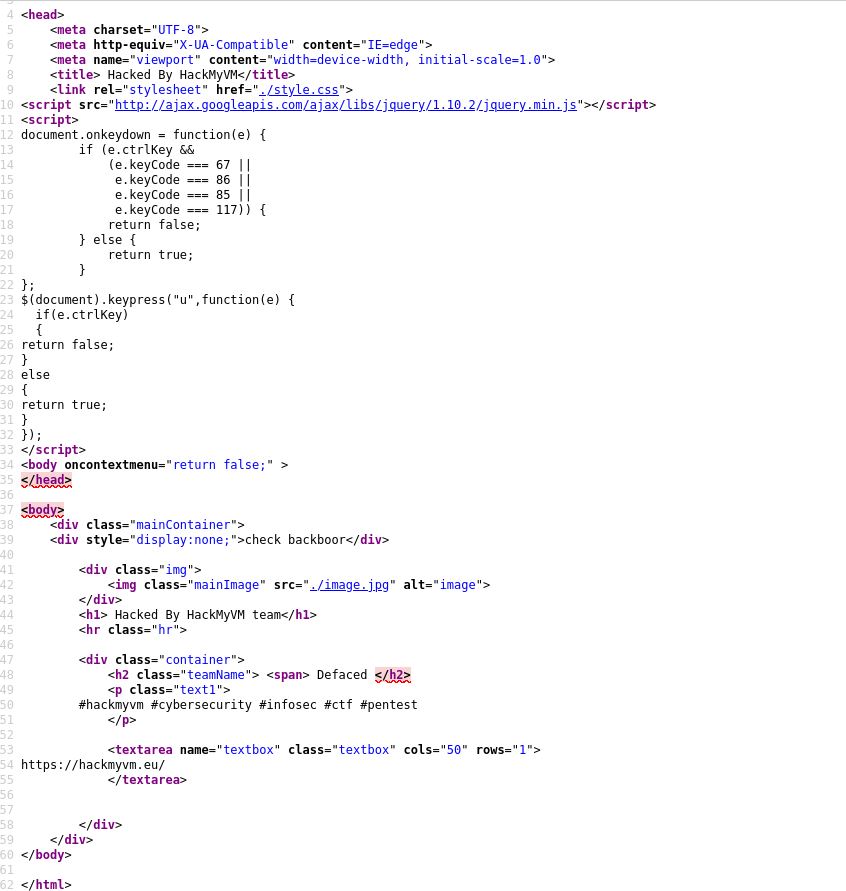 4 <head>
5     <meta charset="UTF-8">
6     <meta http-equiv="X-UA-Compatible" content="IE=edge">
7     <meta name="viewport" content="width=device-width, initial-scale=1.0">
8     <title> Hacked By HackMyVM</title>
9     <link rel="stylesheet" href="./style.css">
10 <script src="http://ajax.googleapis.com/ajax/libs/jquery/1.10.2/jquery.min.js"></script>
11 <script>
12 document.onkeydown = function(e) {
13         if (e.ctrlKey &&
14             (e.keyCode === 67 ||
15              e.keyCode === 86 ||
16              e.keyCode === 85 ||
17              e.keyCode === 117)) {
18             return false;
19         } else {
20             return true;
21         }
22 };
23 $(document).keypress("u",function(e) {
24   if(e.ctrlKey)
25   {
26 return false;
27 }
28 else
29 {
30 return true;
31 }
32 });
33 </script>
34 <body oncontextmenu="return false;" >
35 </head>
36
37 <body>
38     <div class="mainContainer">
39     <div style="display:none;">check backboor</div>
40
41         <div class="img">
42             <img class="mainImage" src="./image.jpg" alt="image">
43         </div>
44         <h1> Hacked By HackMyVM team</h1>
45         <hr class="hr">
46
47         <div class="container">
48             <h2 class="teamName"> <span> Defaced </h2>
49             <p class="text1">
50         #hackmyvm #cybersecurity #infosec #ctf #pentest
51             </p>
52
53             <textarea name="textbox" class="textbox" cols="50" rows="1">
54 https://hackmyvm.eu/
55             </textarea>
56
57
58         </div>
59     </div>
60 </body>
61
62 </html>